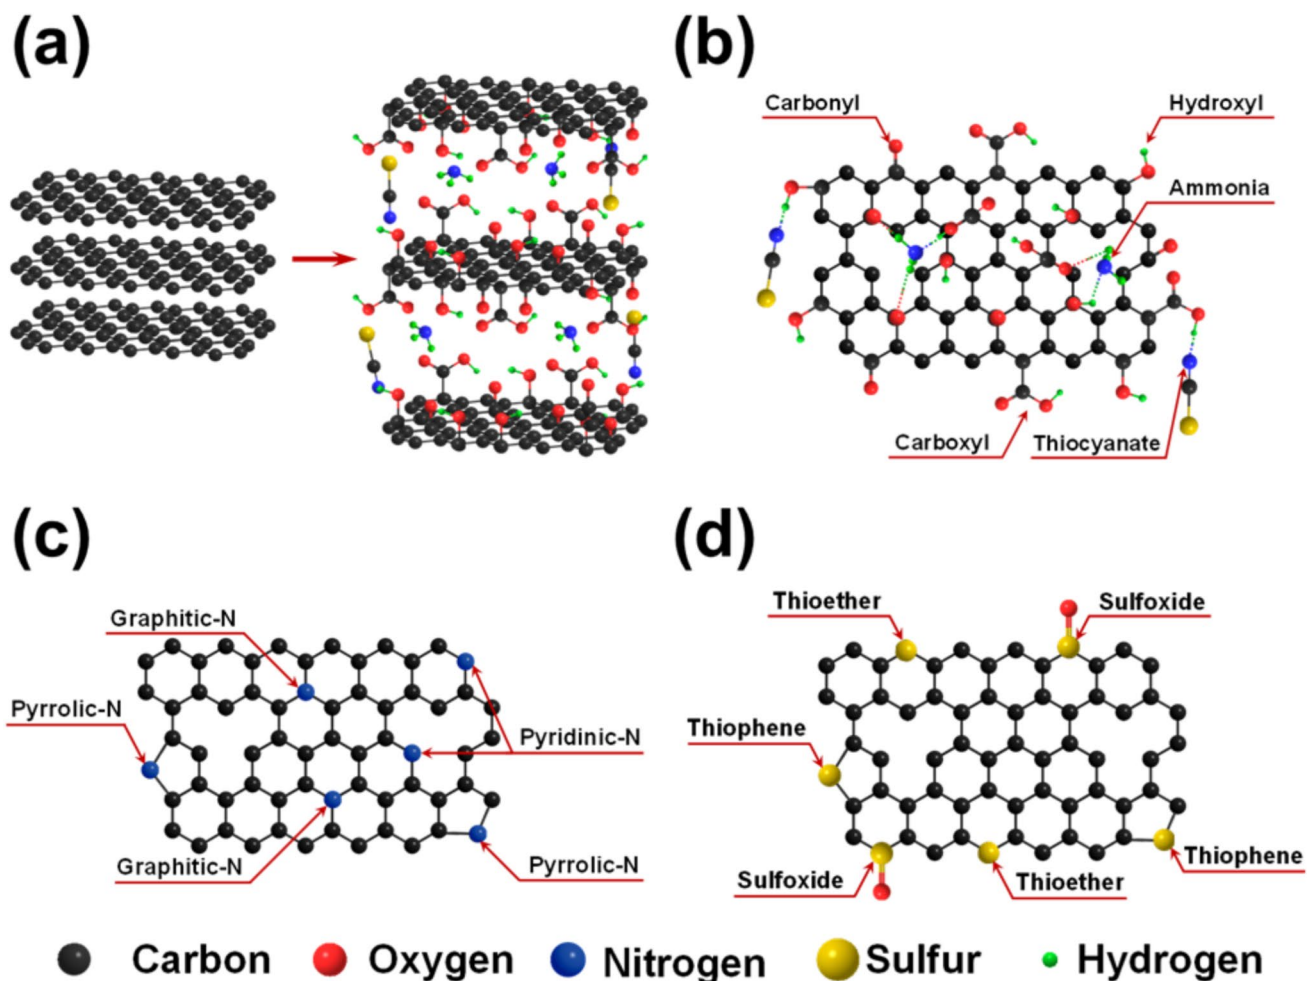 (a)
(b)
Carbonyl
Hydroxyl
Ammonia
Carboxyl
Thiocyanate
(c)
Graphitic-N
Pyrrolic-N
Pyridinic-N
Graphitic-N
Pyrrolic-N
(d)
Thioether
Sulfoxide
Thiophene
Thiophene
Sulfoxide
Thioether
Carbon
Oxygen
Nitrogen
Sulfur
Hydrogen